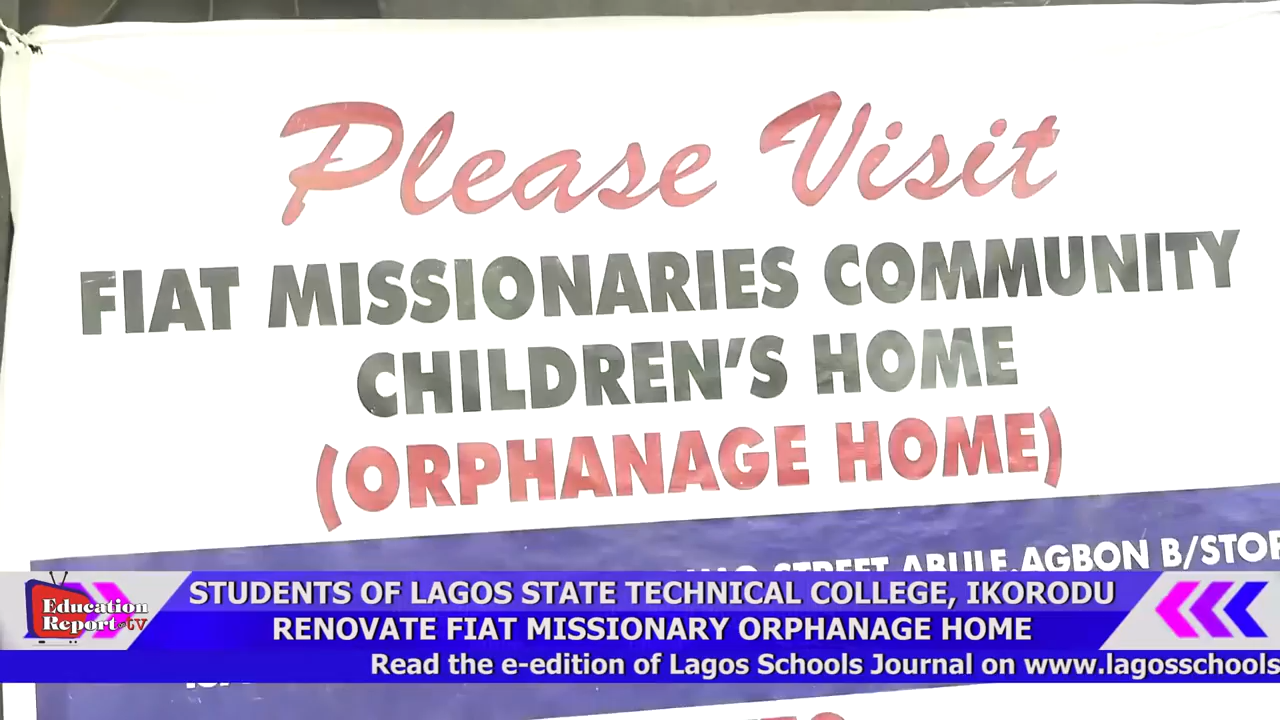 Please Visit
FIAT MISSIONARIES COMMUNITY
CHILDREN'S HOME
(ORPHANAGE HOME)
STREET ABULE. AGBON B/STOP
STUDENTS OF LAGOS STATE TECHNICAL COLLEGE, IKORODU
RENOVATE FIAT MISSIONARY ORPHANAGE HOME
Education
Report tv
Read the e-edition of Lagos Schools Journal on www.lagosschools